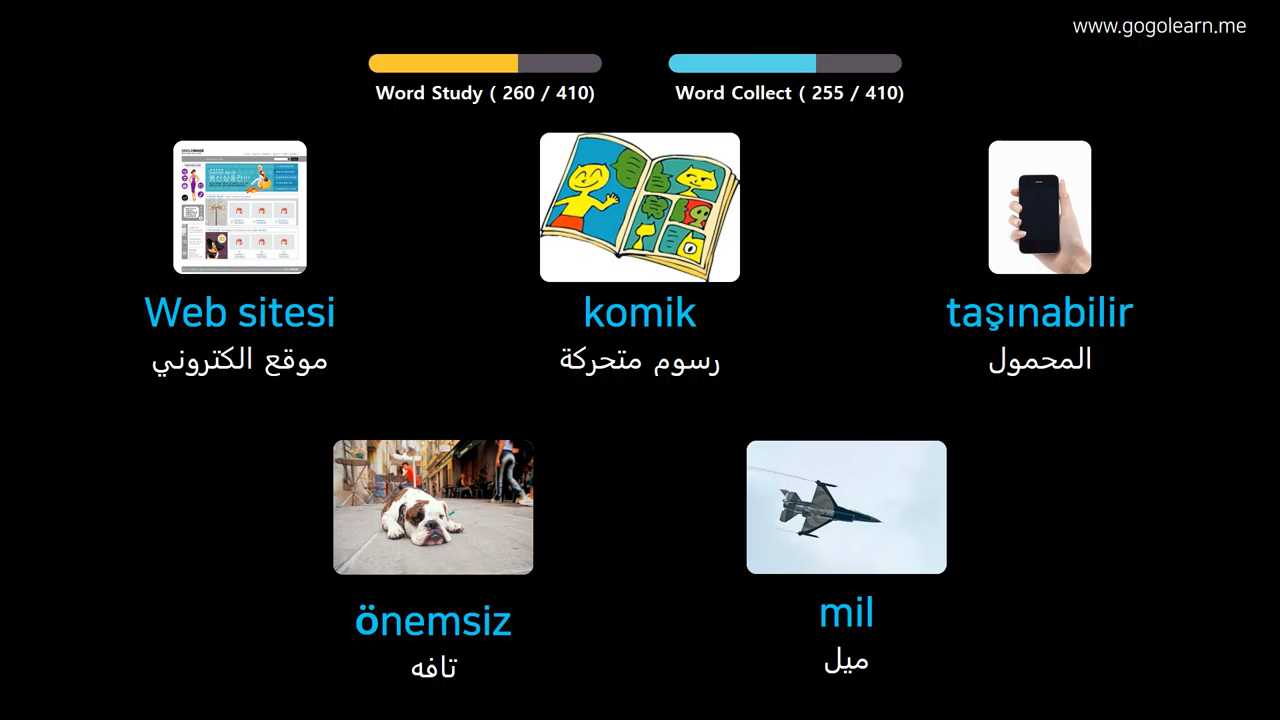 www.gogolearn.me
Word Study ( 260 / 410)
Word Collect ( 255 / 410)
Web sitesi
موقع الكتروني
komik
رسوم متحركة
taşınabilir
المحمول
önemsiz
تافه
mil
ميل